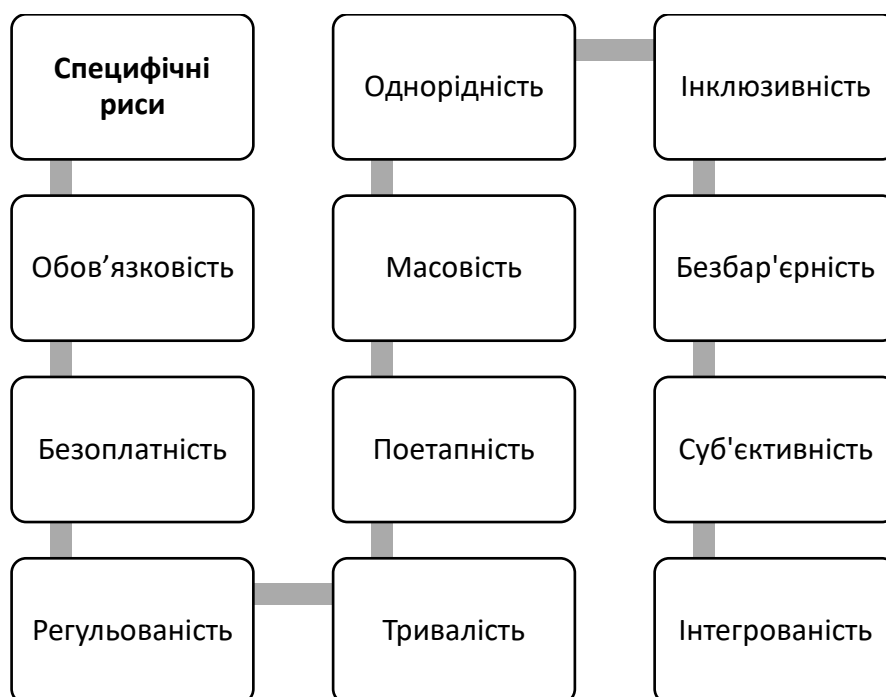 Специфічні
риси
Обов’язковість
Безоплатність
Регульованість
Тривалість
Поетапність
Масовість
Однорідність
Інклюзивність
Безбар'єрність
Суб'єктивність
Інтегрованість